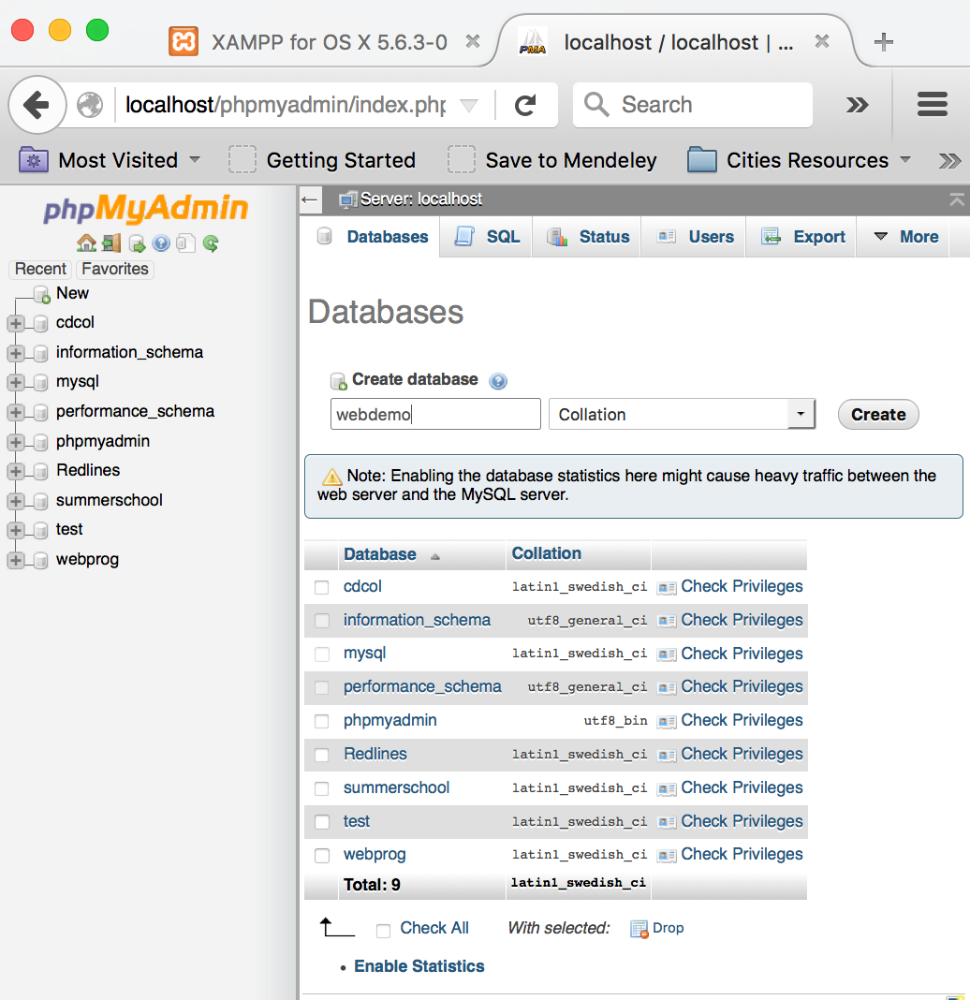 XAMPP for OS X 5.6.3-0
PMA
localhost / localhost | ...
localhost/phpmyadmin/index.php
Search
Most Visited
Getting Started
Save to Mendeley
Cities Resources
phpMyAdmin
Recent
Favorites
New
cdcol
information_schema
mysql
performance_schema
phpmyadmin
Redlines
summerschool
test
webprog
Server: localhost
Databases
SQL
Status
Users
Export
More
Databases
Create database
webdemo
Collation
Create
Note: Enabling the database statistics here might cause heavy traffic between the
web server and the MySQL server.
Database Collation
cdcol latin1_swedish_ci Check Privileges
information_schema utf8_general_ci Check Privileges
mysql latin1_swedish_ci Check Privileges
performance_schema utf8_general_ci Check Privileges
phpmyadmin utf8_bin Check Privileges
Redlines latin1_swedish_ci Check Privileges
summerschool latin1_swedish_ci Check Privileges
test latin1_swedish_ci Check Privileges
webprog latin1_swedish_ci Check Privileges
Total: 9 latin1_swedish_ci
Check All
With selected:
Drop
• Enable Statistics